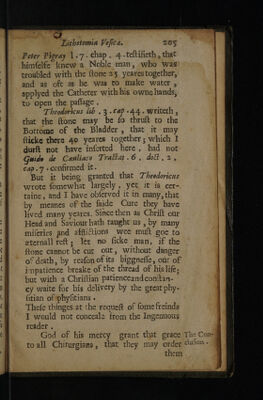 Lithotomia Vesicæ. 205
Peter Pigray l. 7. chap. 4. testifieth, that
himselfe knew a Noble man, who was
troubled with the stone 25 yeares together,
and as oft as he was to make water,
applyed the Catheter with his owne hands,
to open the passage.
Theodoricus lib. 3. cap. 44. writeth,
that the stone may be so thrust to the
Bottome of the Bladder, that it may
sticke there 40 yeares together; which I
durst not have inserted here, had not
Guido de Cauliaco Tractat. 6. doct. 2.
cap. 7. confirmed it.
But it being granted that Theodoricus
wrote somewhat largely, yet it is cer-
taine, and I have observed it in many, that
by meanes of the side Cure they have
lived many yeares. Since then as Christ our
Head and Saviour hath taught us, by many
miseries and afflictions wee must goe to
æternall rest; let no sicke man, if the
stone cannot be cut out, without danger
of death, by reason of its biggnesse, out of
impatience breake of the thread of his life;
but with a Christian patience and constan-
cy waite for his delivery by the great phy-
sitian of physitians.
These things at the request of some freinds
I would not conceale from the Ingenuous
reader.
God of his mercy grant that grace The Con-
to all Chirurgians, that they may order clusion.
them